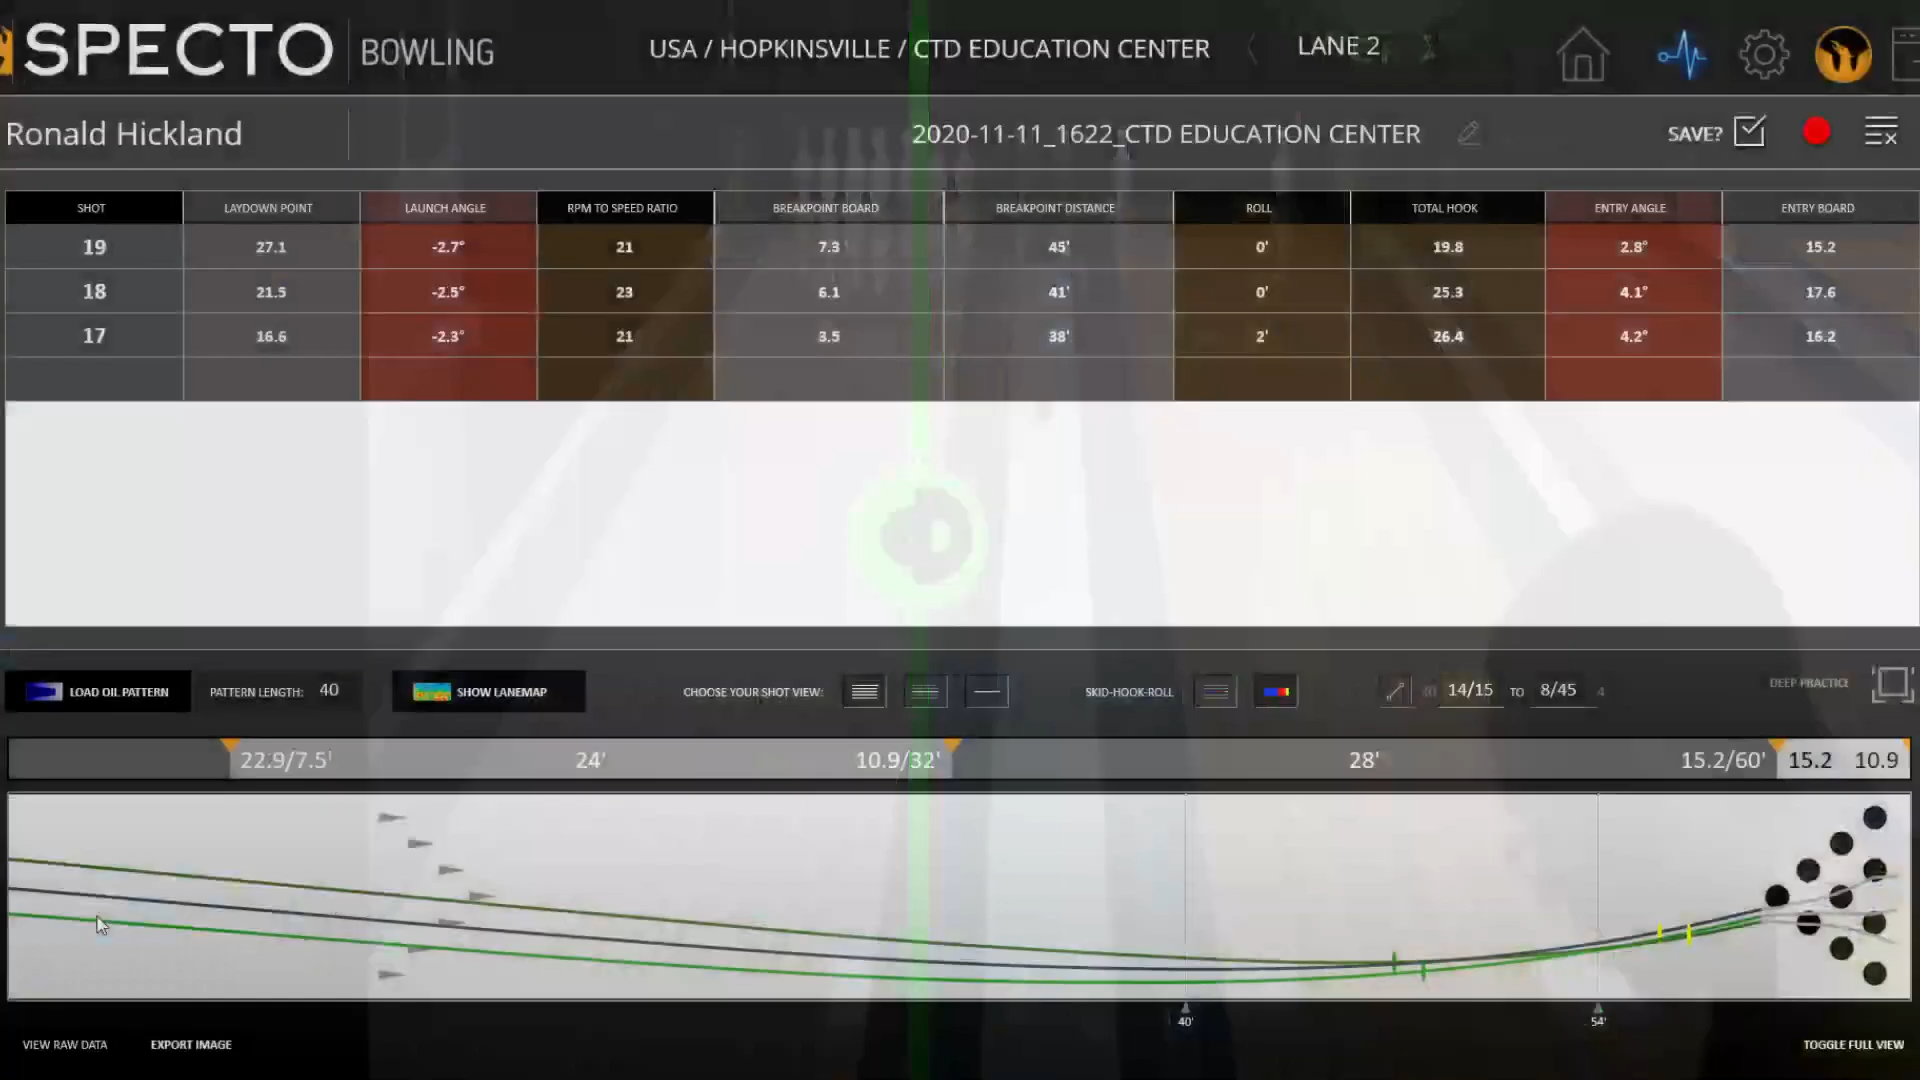 SPECTO BOWLING USA / HOPKINSVILLE / CTD EDUCATION CENTER LANE 2
Ronald Hickland 2020-11-11_1622_CTD EDUCATION CENTER SAVE?
SHOT LAYDOWN POINT LAUNCH ANGLE RPM TO SPEED RATIO BREAKPOINT BOARD BREAKPOINT DISTANCE ROLL TOTAL HOOK ENTRY ANGLE ENTRY BOARD
19 27.1 -2.7° 21 7.3 45' 0' 19.8 2.8° 15.2
18 21.5 -2.5° 23 6.1 41' 0' 25.3 4.1° 17.6
17 16.6 -2.3° 21 3.5 38' 2' 26.4 4.2° 16.2
LOAD OIL PATTERN PATTERN LENGTH: 40 SHOW LANEMAP CHOOSE YOUR SHOT VIEW: SKID-HOOK-ROLL 14/15 TO 8/45 4 DEEP PRACTICE
22.9/7.5' 24' 10.9/32' 28' 15.2/60' 15.2 10.9
40' 54'
VIEW RAW DATA EXPORT IMAGE TOGGLE FULL VIEW